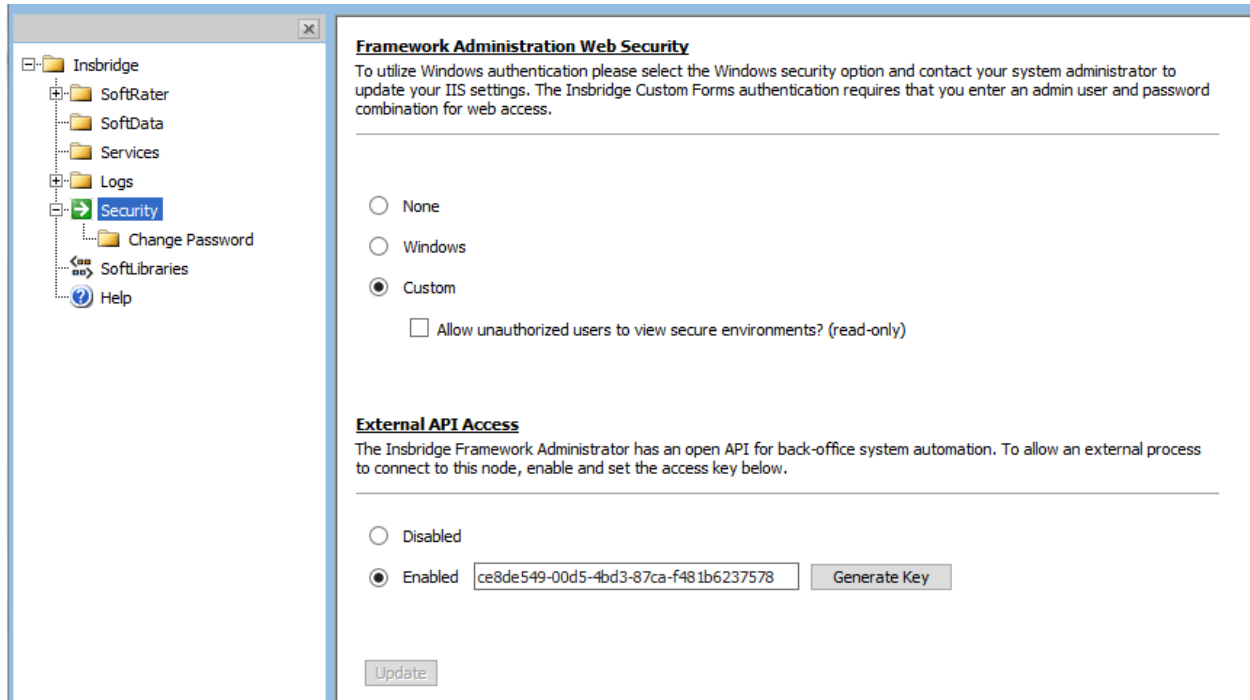 Insbridge
SoftRater
SoftData
Services
Logs
Security
Change Password
SoftLibraries
Help
Framework Administration Web Security
To utilize Windows authentication please select the Windows security option and contact your system administrator to
update your IIS settings. The Insbridge Custom Forms authentication requires that you enter an admin user and password
combination for web access.
None
Windows
Custom
Allow unauthorized users to view secure environments? (read-only)
External API Access
The Insbridge Framework Administrator has an open API for back-office system automation. To allow an external process
to connect to this node, enable and set the access key below.
Disabled
Enabled ce8de549-00d5-4bd3-87ca-f481b6237578 Generate Key
Update